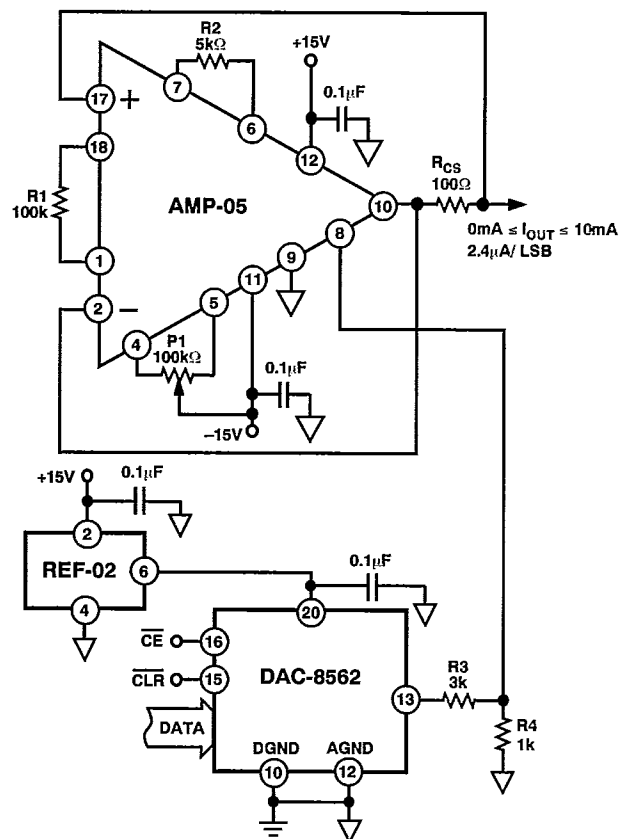 R2
5kΩ
+15V
0.1µF
7
6
17
+
18
12
R1
100k
AMP-05
10
RCS
100Ω
0mA ≤ IOUT ≤ 10mA
2.4µA/ LSB
8
9
11
1
2
–
5
4
P1
100kΩ
0.1µF
–15V
+15V
0.1µF
2
REF-02
6
4
0.1µF
20
CE
16
CLR
15
DAC-8562
13
R3
3k
DATA
R4
1k
DGND
AGND
10
12